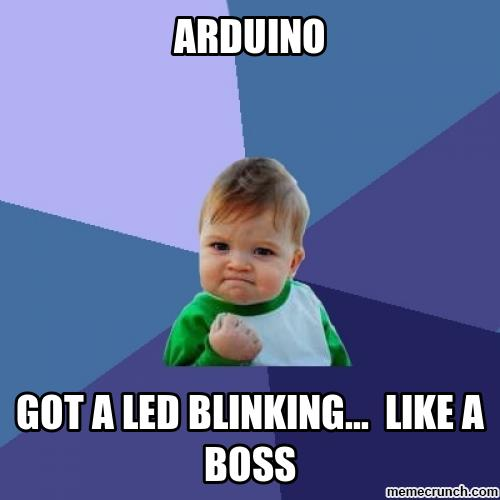 ARDUINO
GOT A LED BLINKING... LIKE A
BOSS
memecrunch.com